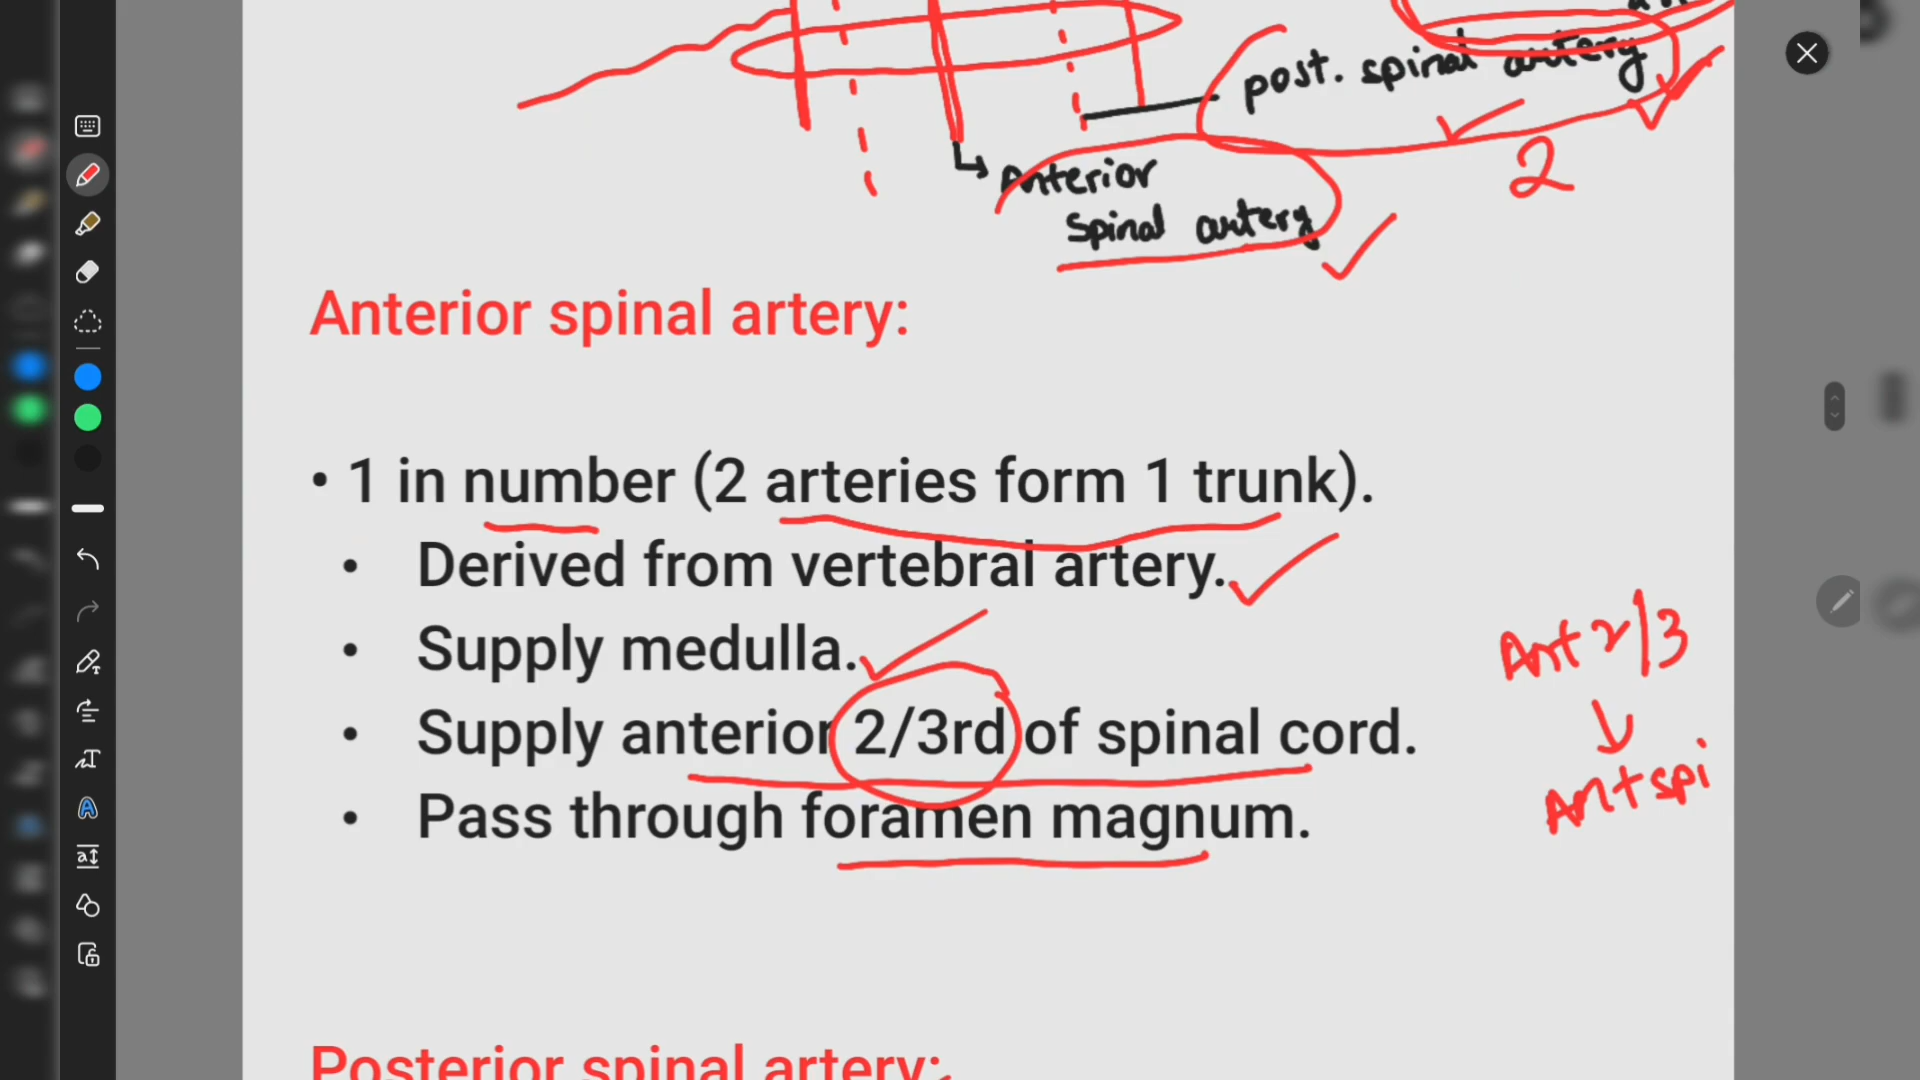 post. spinal artery
2
Anterior
spinal artery
Anterior spinal artery:
• 1 in number (2 arteries form 1 trunk).
• Derived from vertebral artery.
• Supply medulla.
• Supply anterior 2/3rd of spinal cord.
• Pass through foramen magnum.
Ant 2/3
Ant spi
Posterior spinal artery: